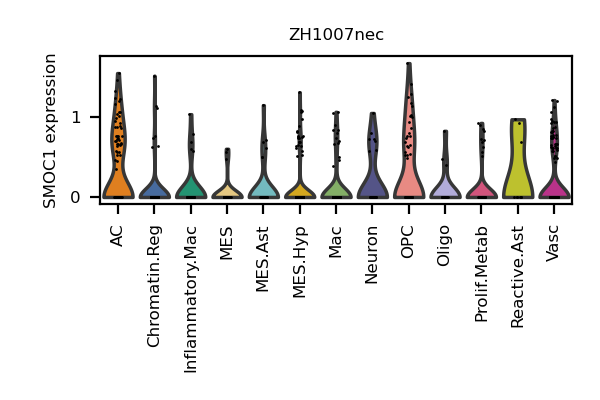 ZH1007nec
SMOC1 expression
1
0
AC
Chromatin.Reg
Inflammatory.Mac
MES
MES.Ast
MES.Hyp
Mac
Neuron
OPC
Oligo
Prolif.Metab
Reactive.Ast
Vasc